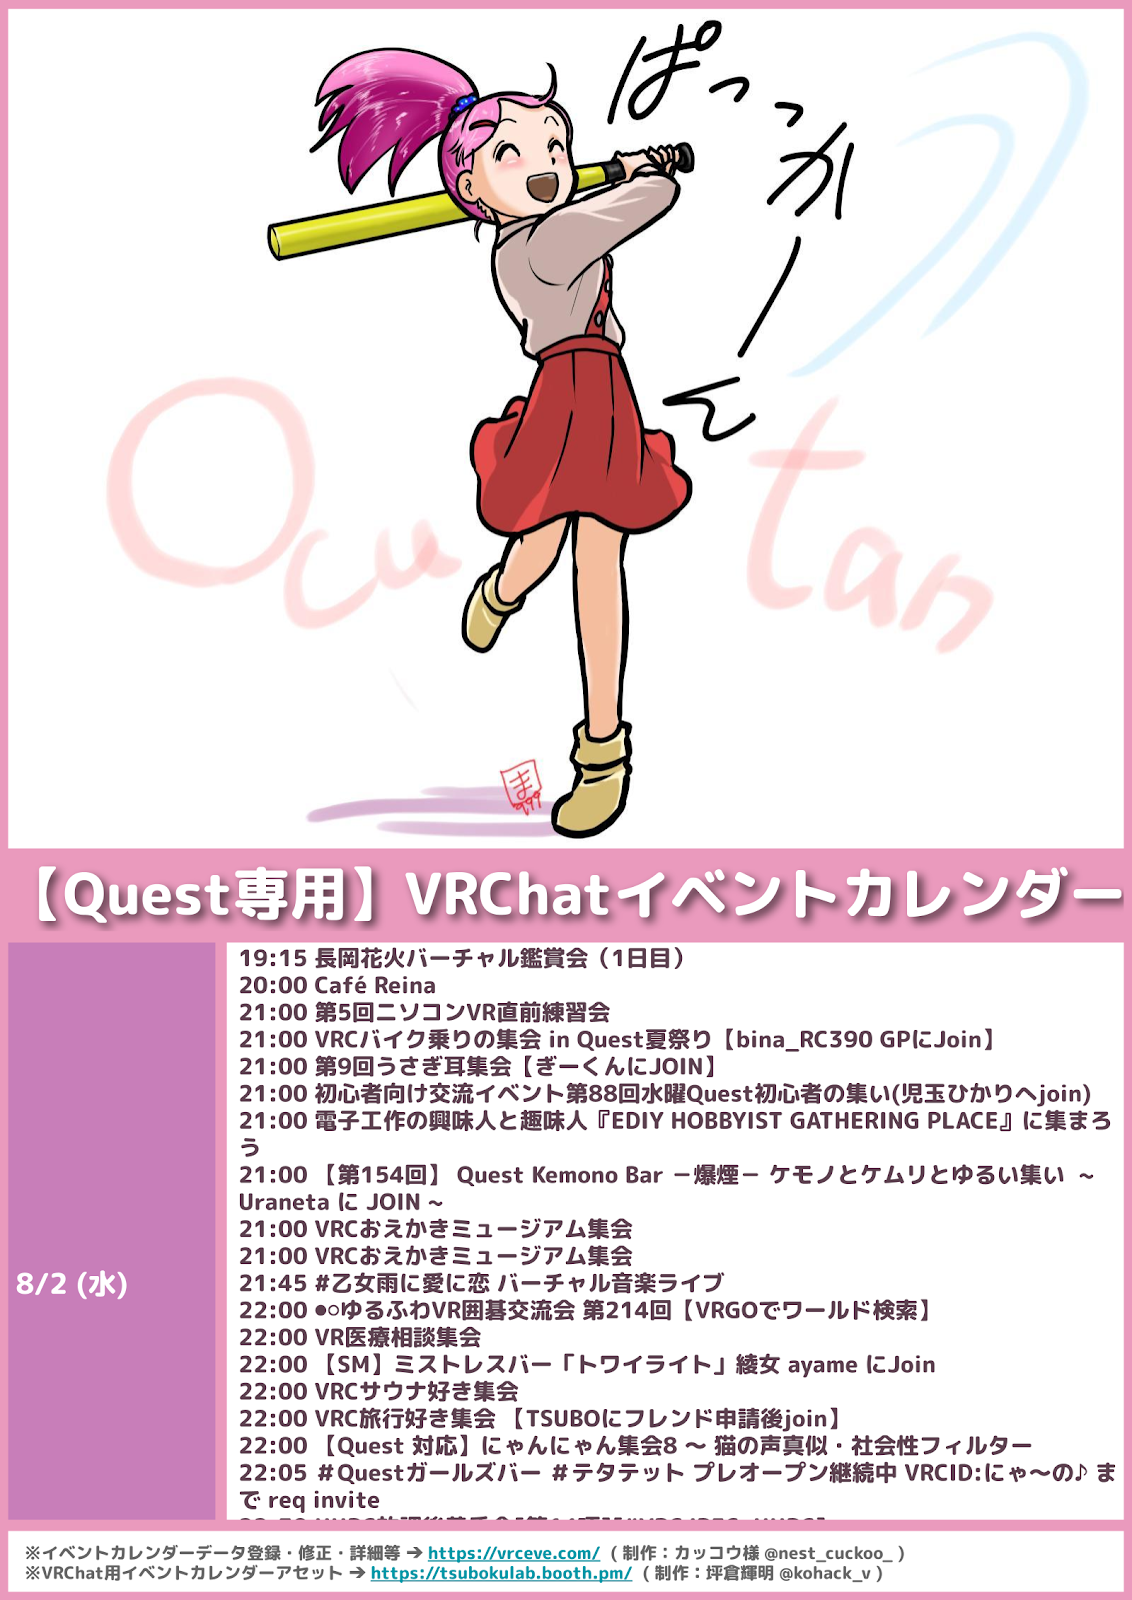 ぱっっかーん
Ocu tan
ま
999
【Quest専用】VRChatイベントカレンダー
8/2 (水)
19:15 長岡花火バーチャル鑑賞会（1日目）
20:00 Café Reina
21:00 第5回ニソコンVR直前練習会
21:00 VRCバイク乗りの集会 in Quest夏祭り【bina_RC390 GPにJoin】
21:00 第9回うさぎ耳集会【ぎーくんにJOIN】
21:00 初心者向け交流イベント第88回水曜Quest初心者の集い(児玉ひかりへjoin)
21:00 電子工作の興味人と趣味人『EDIY HOBBYIST GATHERING PLACE』に集まろ
う
21:00 【第154回】 Quest Kemono Bar －爆煙－ ケモノとケムリとゆるい集い ~
Uraneta に JOIN ~
21:00 VRCおえかきミュージアム集会
21:00 VRCおえかきミュージアム集会
21:45 #乙女雨に愛に恋 バーチャル音楽ライブ
22:00 ●○ゆるふわVR囲碁交流会 第214回【VRGOでワールド検索】
22:00 VR医療相談集会
22:00 【SM】ミストレスバー「トワイライト」綾女 ayame にJoin
22:00 VRCサウナ好き集会
22:00 VRC旅行好き集会 【TSUBOにフレンド申請後join】
22:00 【Quest 対応】にゃんにゃん集会8 ～ 猫の声真似・社会性フィルター
22:05 ＃Questガールズバー ＃テタテット プレオープン継続中 VRCID:にゃ～の♪ ま
で req invite
※イベントカレンダーデータ登録・修正・詳細等 ➔ https://vrceve.com/ ( 制作：カッコウ様 @nest_cuckoo_ )
※VRChat用イベントカレンダーアセット ➔ https://tsubokulab.booth.pm/ ( 制作：坪倉輝明 @kohack_v )